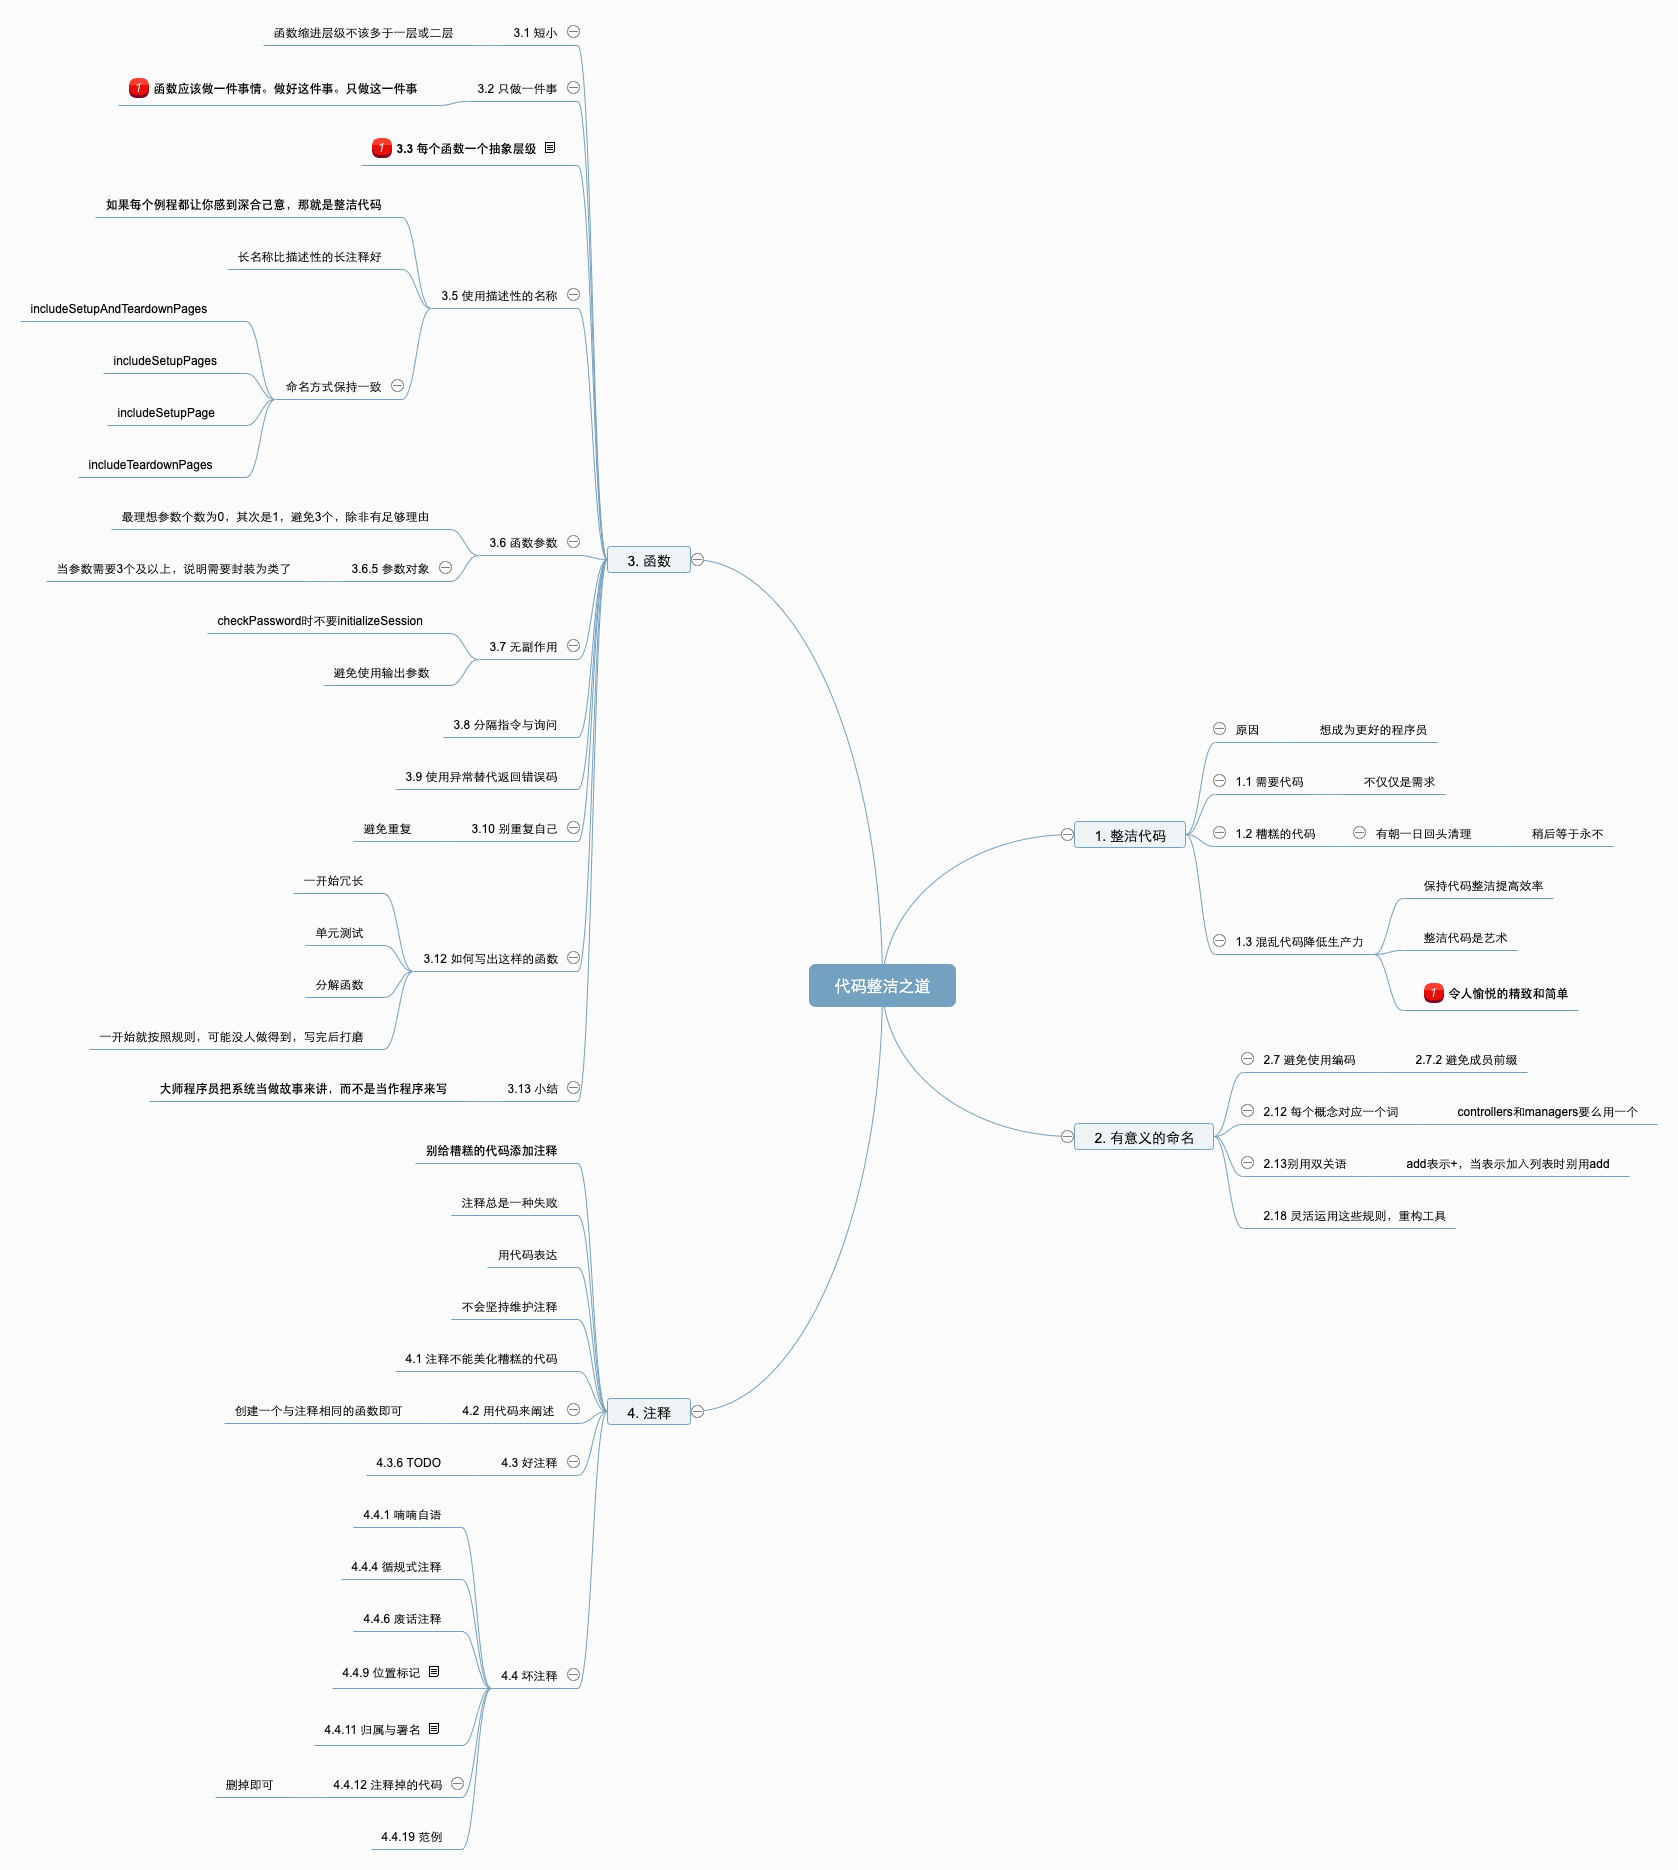 代码整洁之道
1. 整洁代码
原因
想成为更好的程序员
1.1 需要代码
不仅仅是需求
1.2 糟糕的代码
有朝一日回头清理
稍后等于永不
1.3 混乱代码降低生产力
保持代码整洁提高效率
整洁代码是艺术
1 令人愉悦的精致和简单
2. 有意义的命名
2.7 避免使用编码
2.7.2 避免成员前缀
2.12 每个概念对应一个词
controllers和managers要么用一个
2.13别用双关语
add表示+，当表示加入列表时别用add
2.18 灵活运用这些规则，重构工具
3. 函数
3.1 短小
函数缩进层级不该多于一层或二层
3.2 只做一件事
1 函数应该做一件事情。做好这件事。只做这一件事
1 3.3 每个函数一个抽象层级
3.5 使用描述性的名称
如果每个例程都让你感到深合己意，那就是整洁代码
长名称比描述性的长注释好
命名方式保持一致
includeSetupAndTeardownPages
includeSetupPages
includeSetupPage
includeTeardownPages
3.6 函数参数
最理想参数个数为0，其次是1，避免3个，除非有足够理由
3.6.5 参数对象
当参数需要3个及以上，说明需要封装为类了
3.7 无副作用
checkPassword时不要initializeSession
避免使用输出参数
3.8 分隔指令与询问
3.9 使用异常替代返回错误码
3.10 别重复自己
避免重复
3.12 如何写出这样的函数
一开始冗长
单元测试
分解函数
一开始就按照规则，可能没人做得到，写完后打磨
3.13 小结
大师程序员把系统当做故事来讲，而不是当作程序来写
4. 注释
别给糟糕的代码添加注释
注释总是一种失败
用代码表达
不会坚持维护注释
4.1 注释不能美化糟糕的代码
4.2 用代码来阐述
创建一个与注释相同的函数即可
4.3 好注释
4.3.6 TODO
4.4 坏注释
4.4.1 喃喃自语
4.4.4 循规式注释
4.4.6 废话注释
4.4.9 位置标记
4.4.11 归属与署名
4.4.12 注释掉的代码
删掉即可
4.4.19 范例